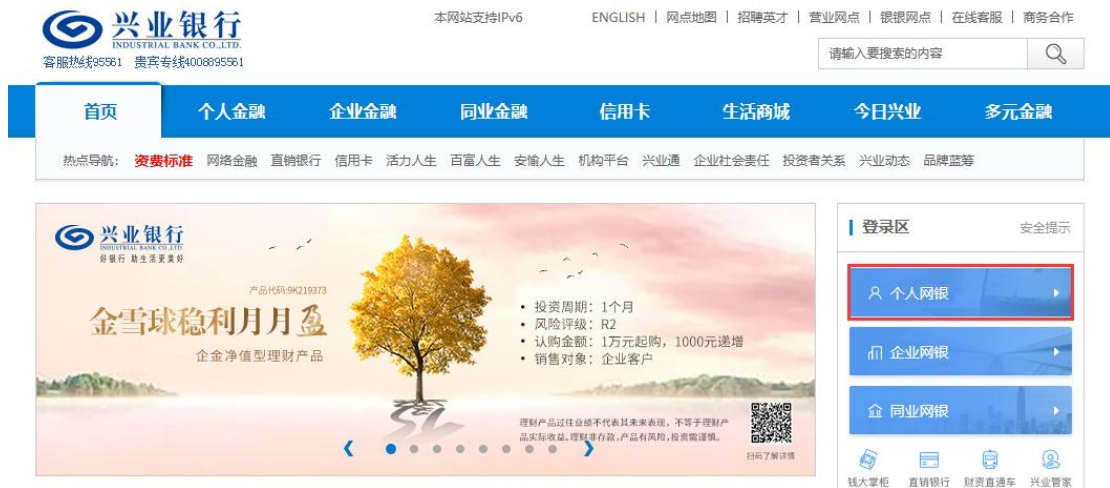 兴业银行
INDUSTRIAL BANK CO.,LTD.
客服热线95561 贵宾专线4008895561
本网站支持IPv6
ENGLISH | 网点地图 | 招聘英才 | 营业网点 | 银银网点 | 在线客服 | 商务合作
请输入要搜索的内容
首页 个人金融 企业金融 同业金融 信用卡 生活商城 今日兴业 多元金融
热点导航: 资费标准 网络金融 直销银行 信用卡 活力人生 百富人生 安愉人生 机构平台 兴业通 企业社会责任 投资者关系 兴业动态 品牌蓝筹
兴业银行
INDUSTRIAL BANK CO.,LTD.
好银行 助生活更美好
产品代码:9K219373
金雪球稳利月月盈
企金净值型理财产品
• 投资周期：1个月
• 风险评级：R2
• 认购金额：1万元起购，1000元递增
• 销售对象：企业客户
理财产品过往业绩不代表其未来表现，不等于理财产
品实际收益。理财非存款，产品有风险，投资需谨慎。
扫码了解详情
登录区 安全提示
个人网银
企业网银
同业网银
钱大掌柜 直销银行 财资直通车 兴业管家